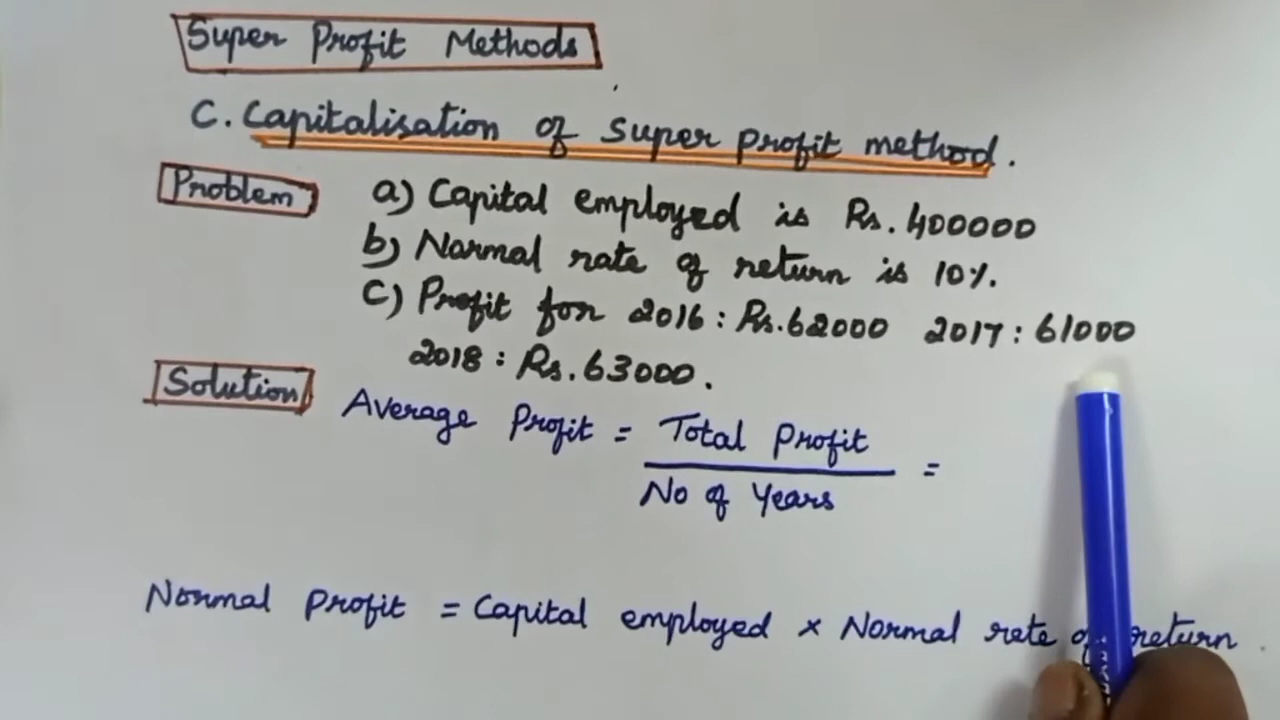 Super Profit Methods
C. Capitalisation of Super Profit method.
Problem a) Capital employed is Rs. 400000
b) Normal rate of return is 10%.
c) Profit for 2016 : Rs. 62000 2017 : 61000
2018 : Rs. 63000.
Solution Average Profit = Total Profit =
No of Years
Normal Profit = Capital employed × Normal rate of return